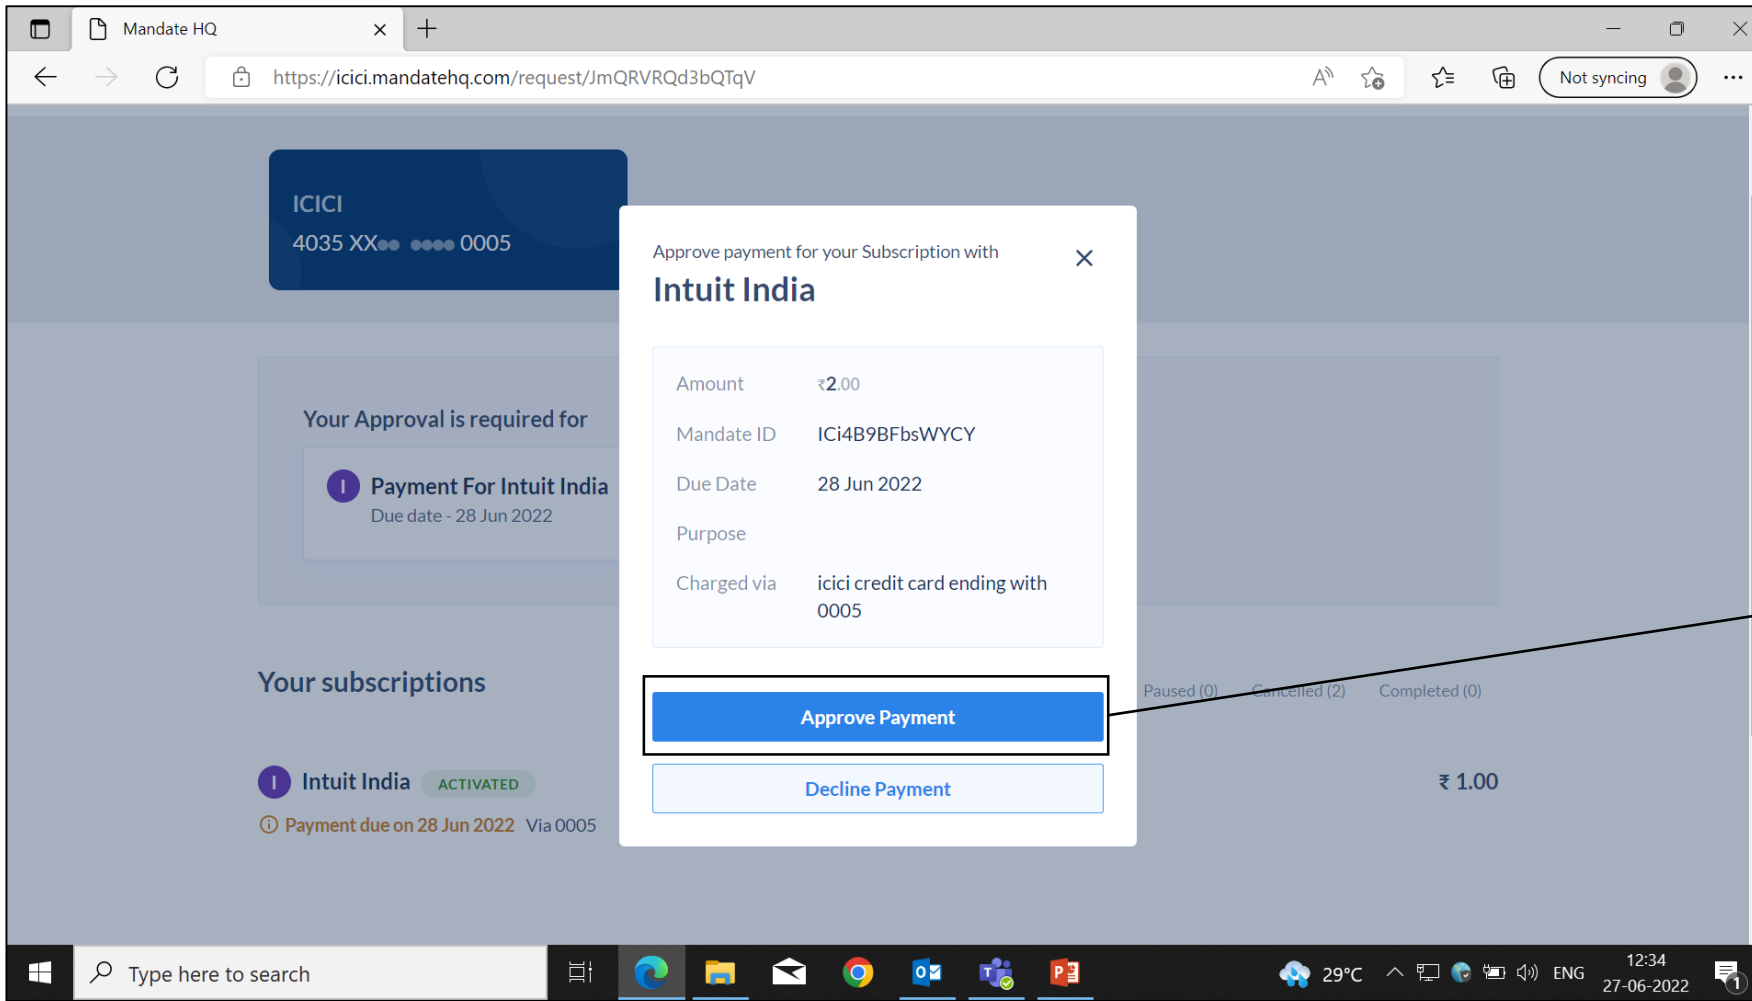 Mandate HQ
https://icici.mandatehq.com/request/JmQRVRQd3bQTqV
Not syncing
ICICI
4035 XX•• •••• 0005
Approve payment for your Subscription with
Intuit India
Amount ₹2.00
Mandate ID ICi4B9BFbsWYCY
Due Date 28 Jun 2022
Purpose
Charged via icici credit card ending with
0005
Approve Payment
Decline Payment
Your Approval is required for
I Payment For Intuit India
Due date - 28 Jun 2022
Your subscriptions
Paused (0) Cancelled (2) Completed (0)
I Intuit India ACTIVATED ₹ 1.00
Payment due on 28 Jun 2022 Via 0005
Type here to search
29°C ENG
12:34
27-06-2022
1